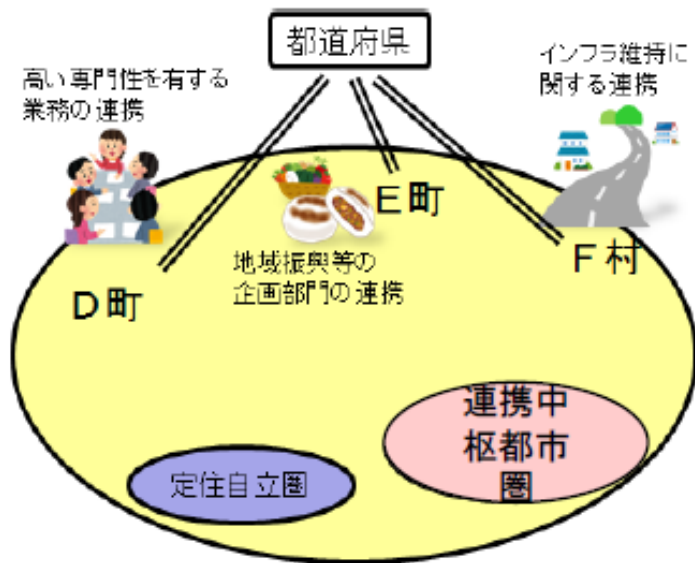 都道府県
高い専門性を有する
業務の連携
インフラ維持に
関する連携
E町
地域振興等の
企画部門の連携
F村
D町
連携中
枢都市
圏
定住自立圏